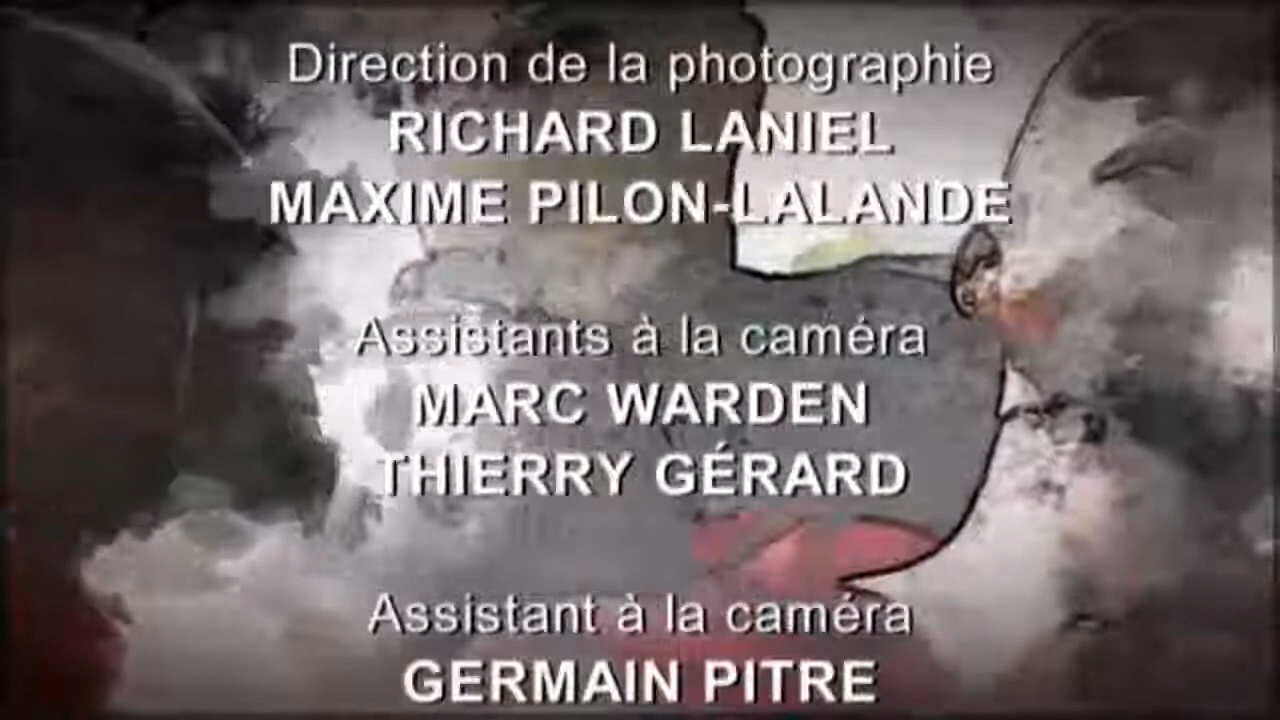 Direction de la photographie
RICHARD LANIEL
MAXIME PILON-LALANDE
Assistants à la caméra
MARC WARDEN
THIERRY GÉRARD
Assistant à la caméra
GERMAIN PITRE